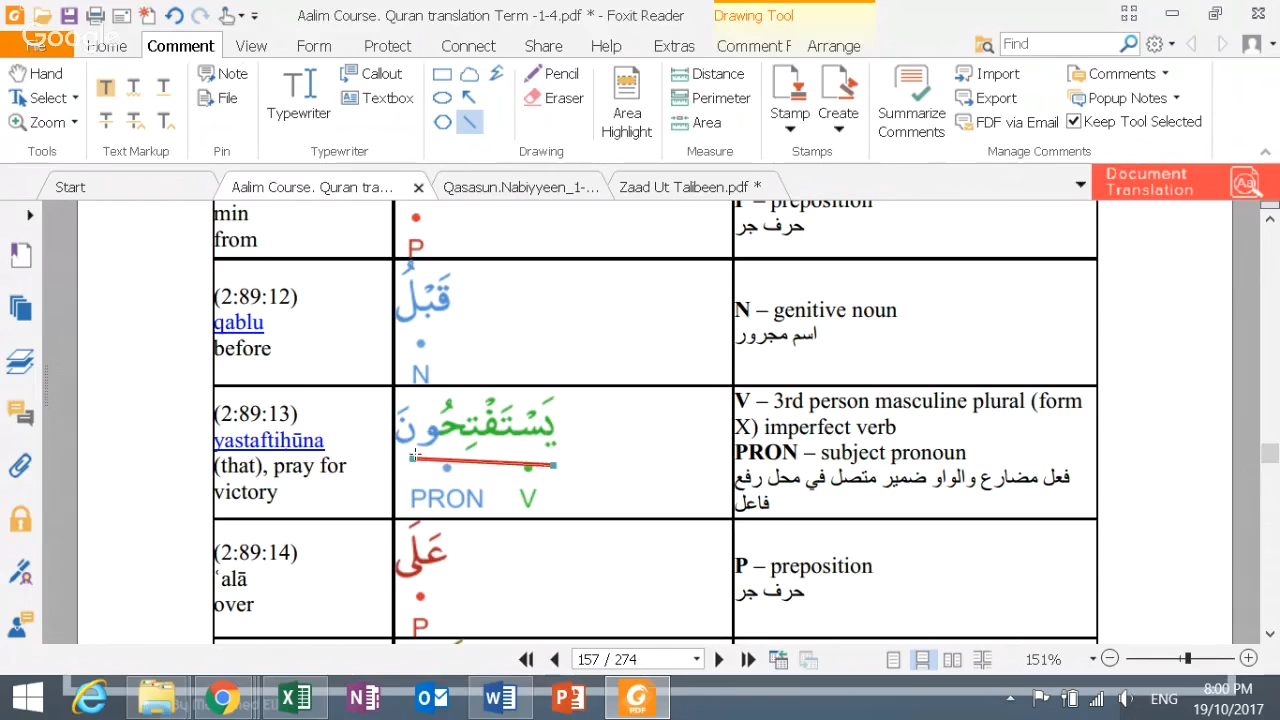 Aalim Course. Quran translation Term -1-4.pdf * - Foxit Reader
Drawing Tool
Google
Home Comment View Form Protect Connect Share Help Extras Comment F Arrange
Find
Hand
Select
Zoom
Tools
Text Markup
Note
File
Pin
Typewriter
Callout
Textbox
Typewriter
Pencil
Eraser
Drawing
Area Highlight
Distance
Perimeter
Area
Measure
Stamp
Create
Stamps
Summarize Comments
Import
Export
FDF via Email
Comments
Popup Notes
Keep Tool Selected
Manage Comments
Start
Aalim Course. Quran tra...
Qasasun.Nabiyyeen_1-...
Zaad Ut Talibeen.pdf *
Document Translation
min
from
P
P – preposition
حرف جر
(2:89:12)
qablu
before
قَبْلُ
N
N – genitive noun
اسم مجرور
(2:89:13)
yastaftiḥūna
(that), pray for
victory
يَسْتَفْتِحُونَ
PRON V
V – 3rd person masculine plural (form
X) imperfect verb
PRON – subject pronoun
فعل مضارع والواو ضمير متصل في محل رفع
فاعل
(2:89:14)
ʿalā
over
عَلَى
P
P – preposition
حرف جر
157 / 274
151%
ENG
8:00 PM
19/10/2017